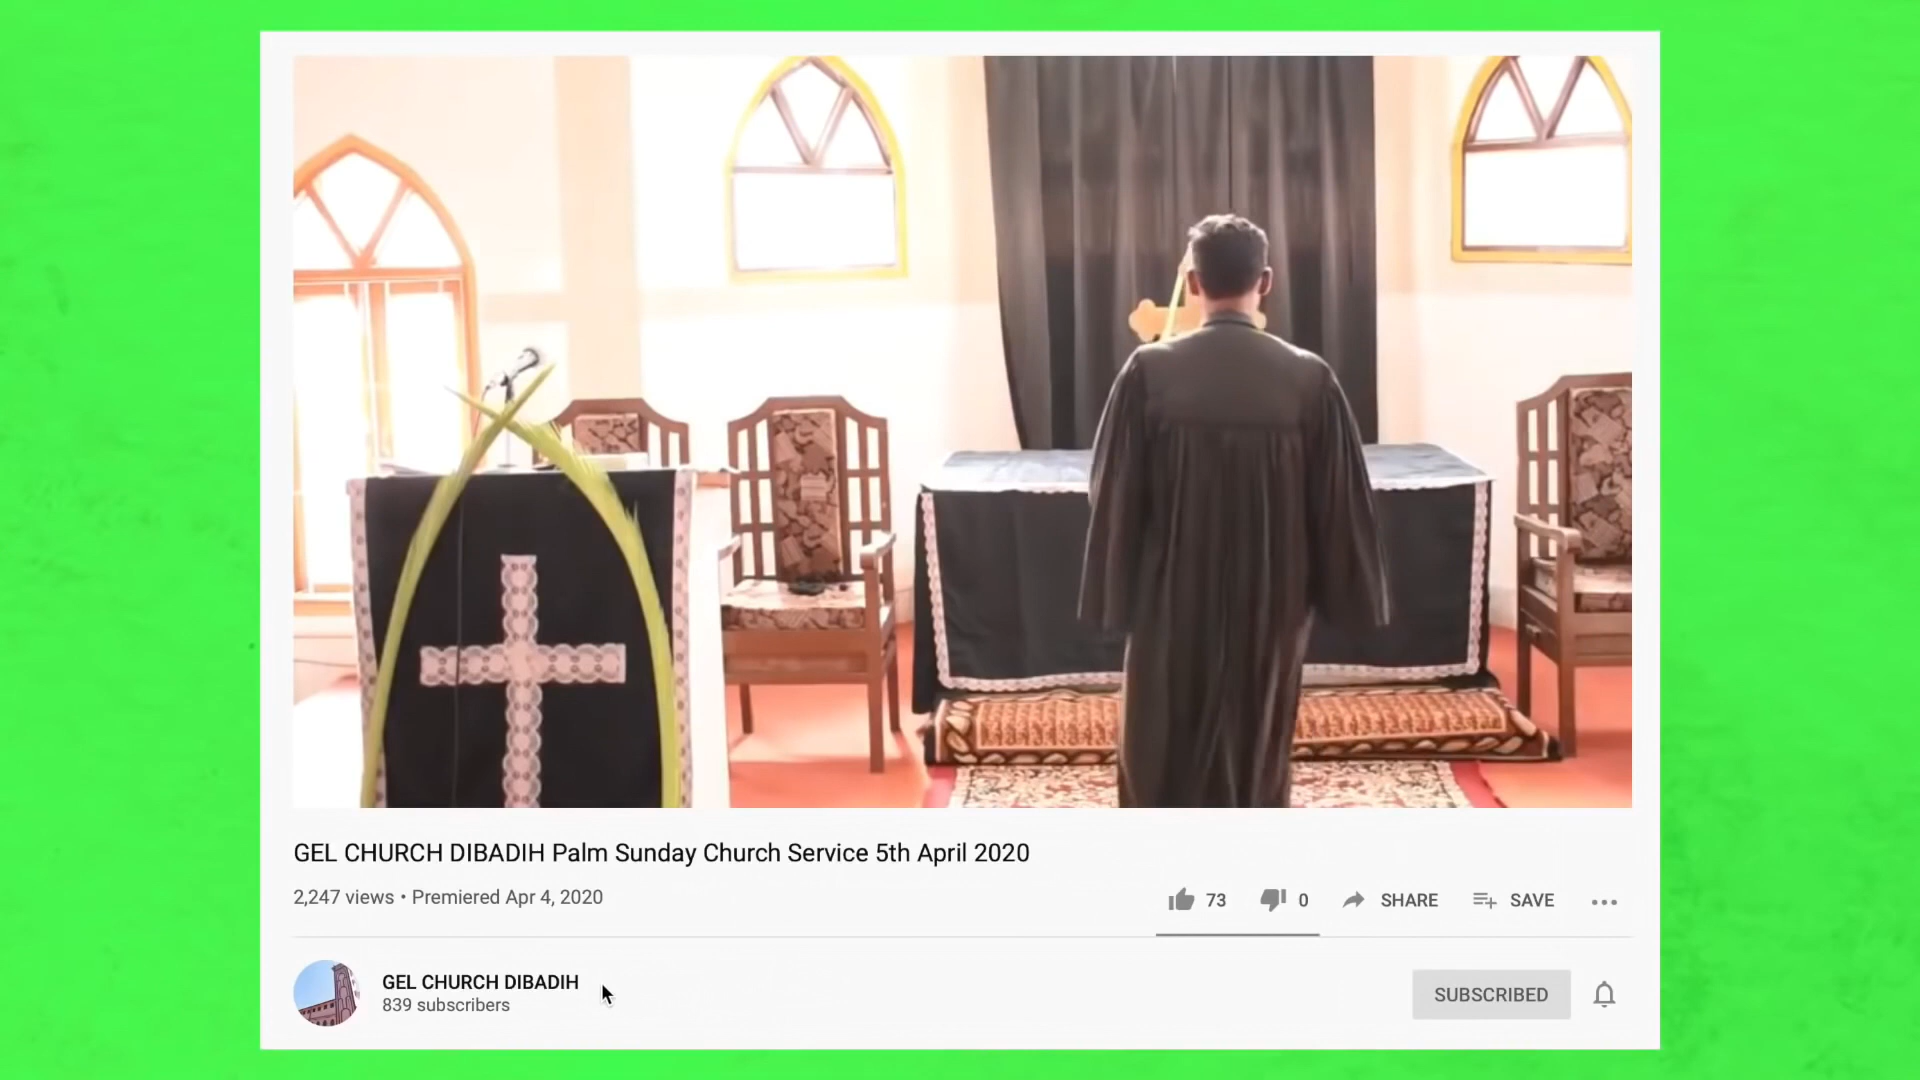 GEL CHURCH DIBADIH Palm Sunday Church Service 5th April 2020
2,247 views • Premiered Apr 4, 2020
73 0 SHARE SAVE
GEL CHURCH DIBADIH
839 subscribers
SUBSCRIBED